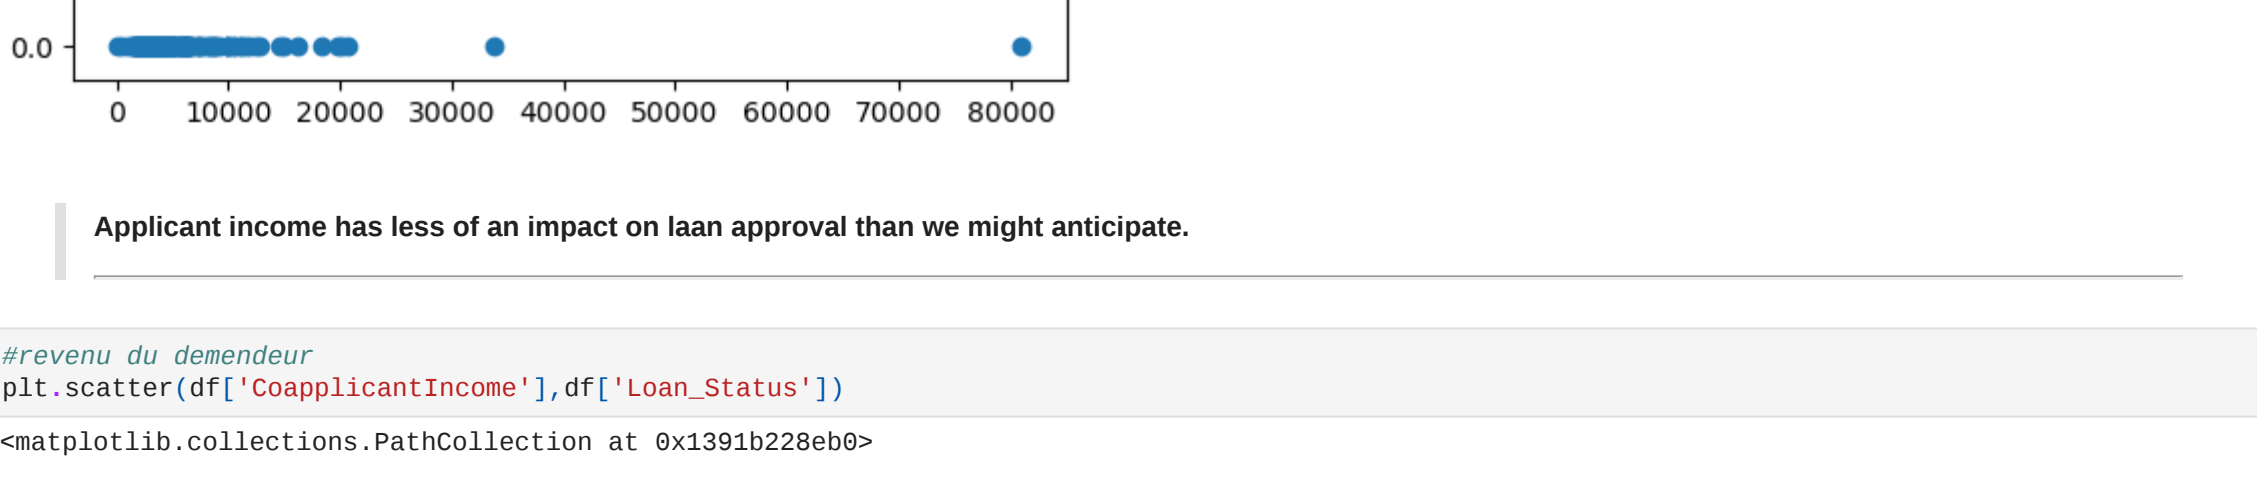 0.0
0 10000 20000 30000 40000 50000 60000 70000 80000
Applicant income has less of an impact on laan approval than we might anticipate.
#revenu du demendeur
plt.scatter(df['CoapplicantIncome'],df['Loan_Status'])
<matplotlib.collections.PathCollection at 0x1391b228eb0>